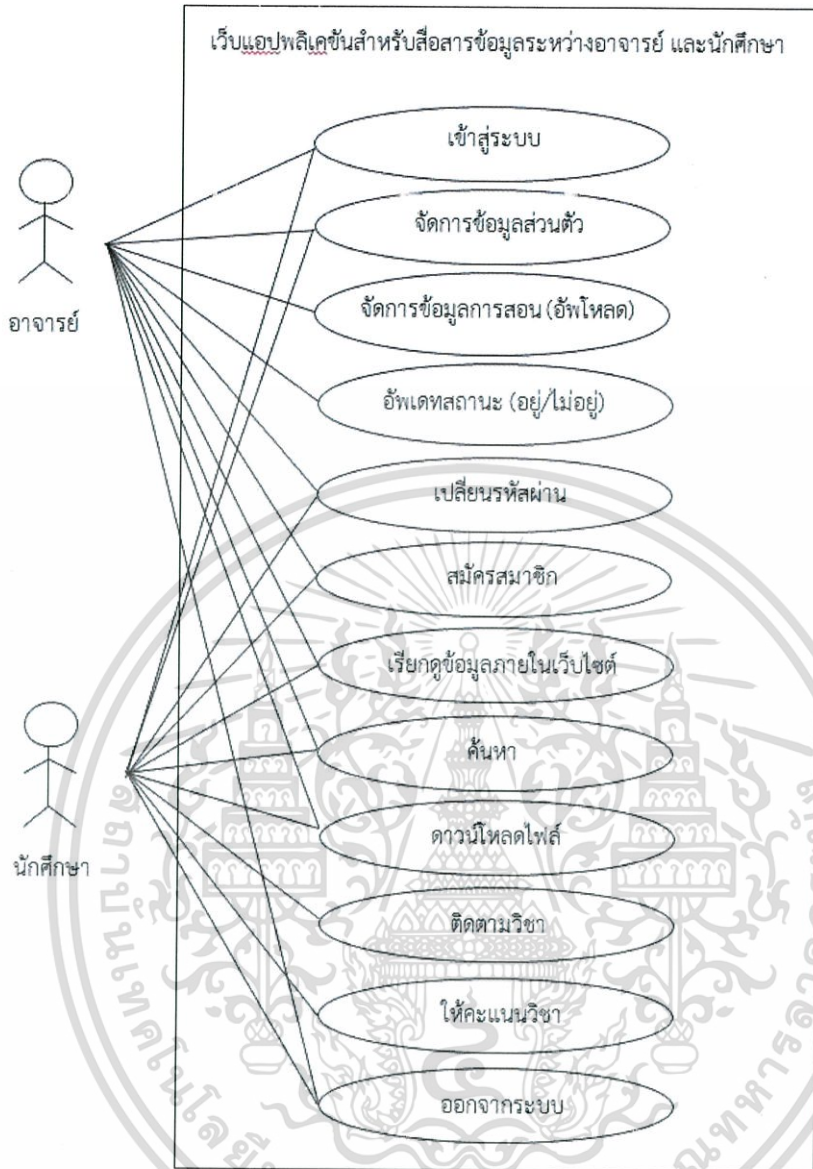 เว็บแอปพลิเคชันสำหรับสื่อสารข้อมูลระหว่างอาจารย์ และนักศึกษา
เข้าสู่ระบบ
จัดการข้อมูลส่วนตัว
จัดการข้อมูลการสอน (อัพโหลด)
อาจารย์
อัพเดทสถานะ (อยู่/ไม่อยู่)
เปลี่ยนรหัสผ่าน
สมัครสมาชิก
เรียกดูข้อมูลภายในเว็บไซต์
ค้นหา
ดาวน์โหลดไฟล์
นักศึกษา
ติดตามวิชา
ให้คะแนนวิชา
ออกจากระบบ